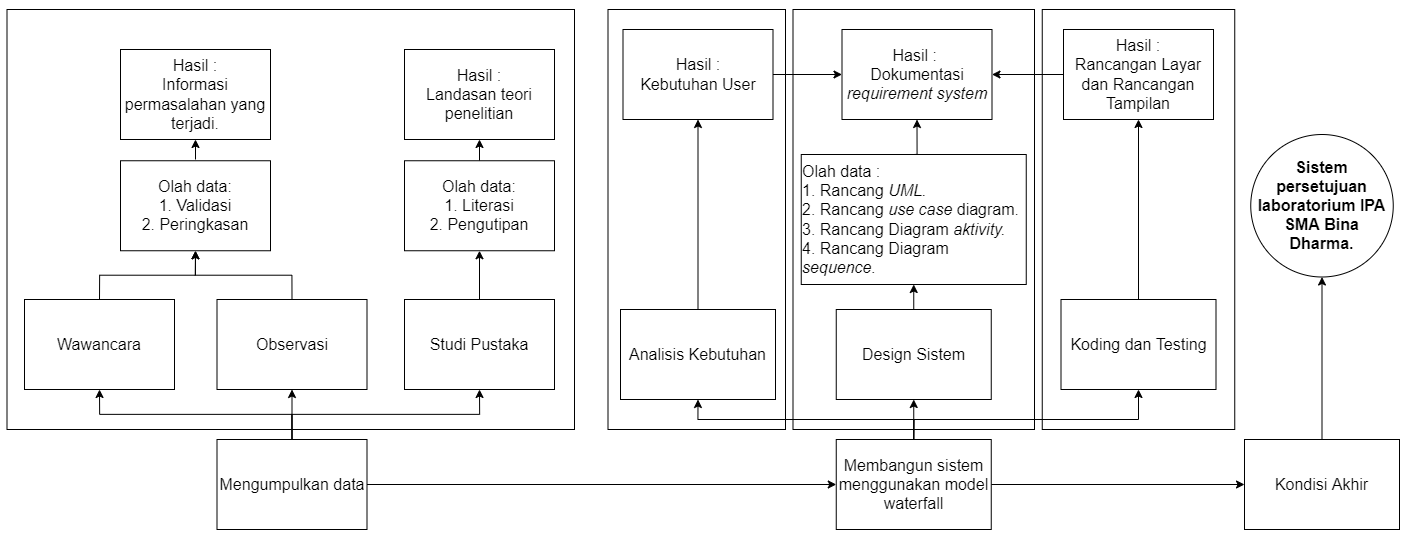 Hasil :
Informasi
permasalahan yang
terjadi.
Hasil :
Landasan teori
penelitian
Olah data:
1. Validasi
2. Peringkasan
Olah data:
1. Literasi
2. Pengutipan
Wawancara
Observasi
Studi Pustaka
Mengumpulkan data
Hasil :
Kebutuhan User
Hasil :
Dokumentasi
requirement system
Hasil :
Rancangan Layar
dan Rancangan
Tampilan
Olah data :
1. Rancang UML.
2. Rancang use case diagram.
3. Rancang Diagram aktivity.
4. Rancang Diagram
sequence.
Analisis Kebutuhan
Design Sistem
Koding dan Testing
Membangun sistem
menggunakan model
waterfall
Sistem
persetujuan
laboratorium IPA
SMA Bina
Dharma.
Kondisi Akhir